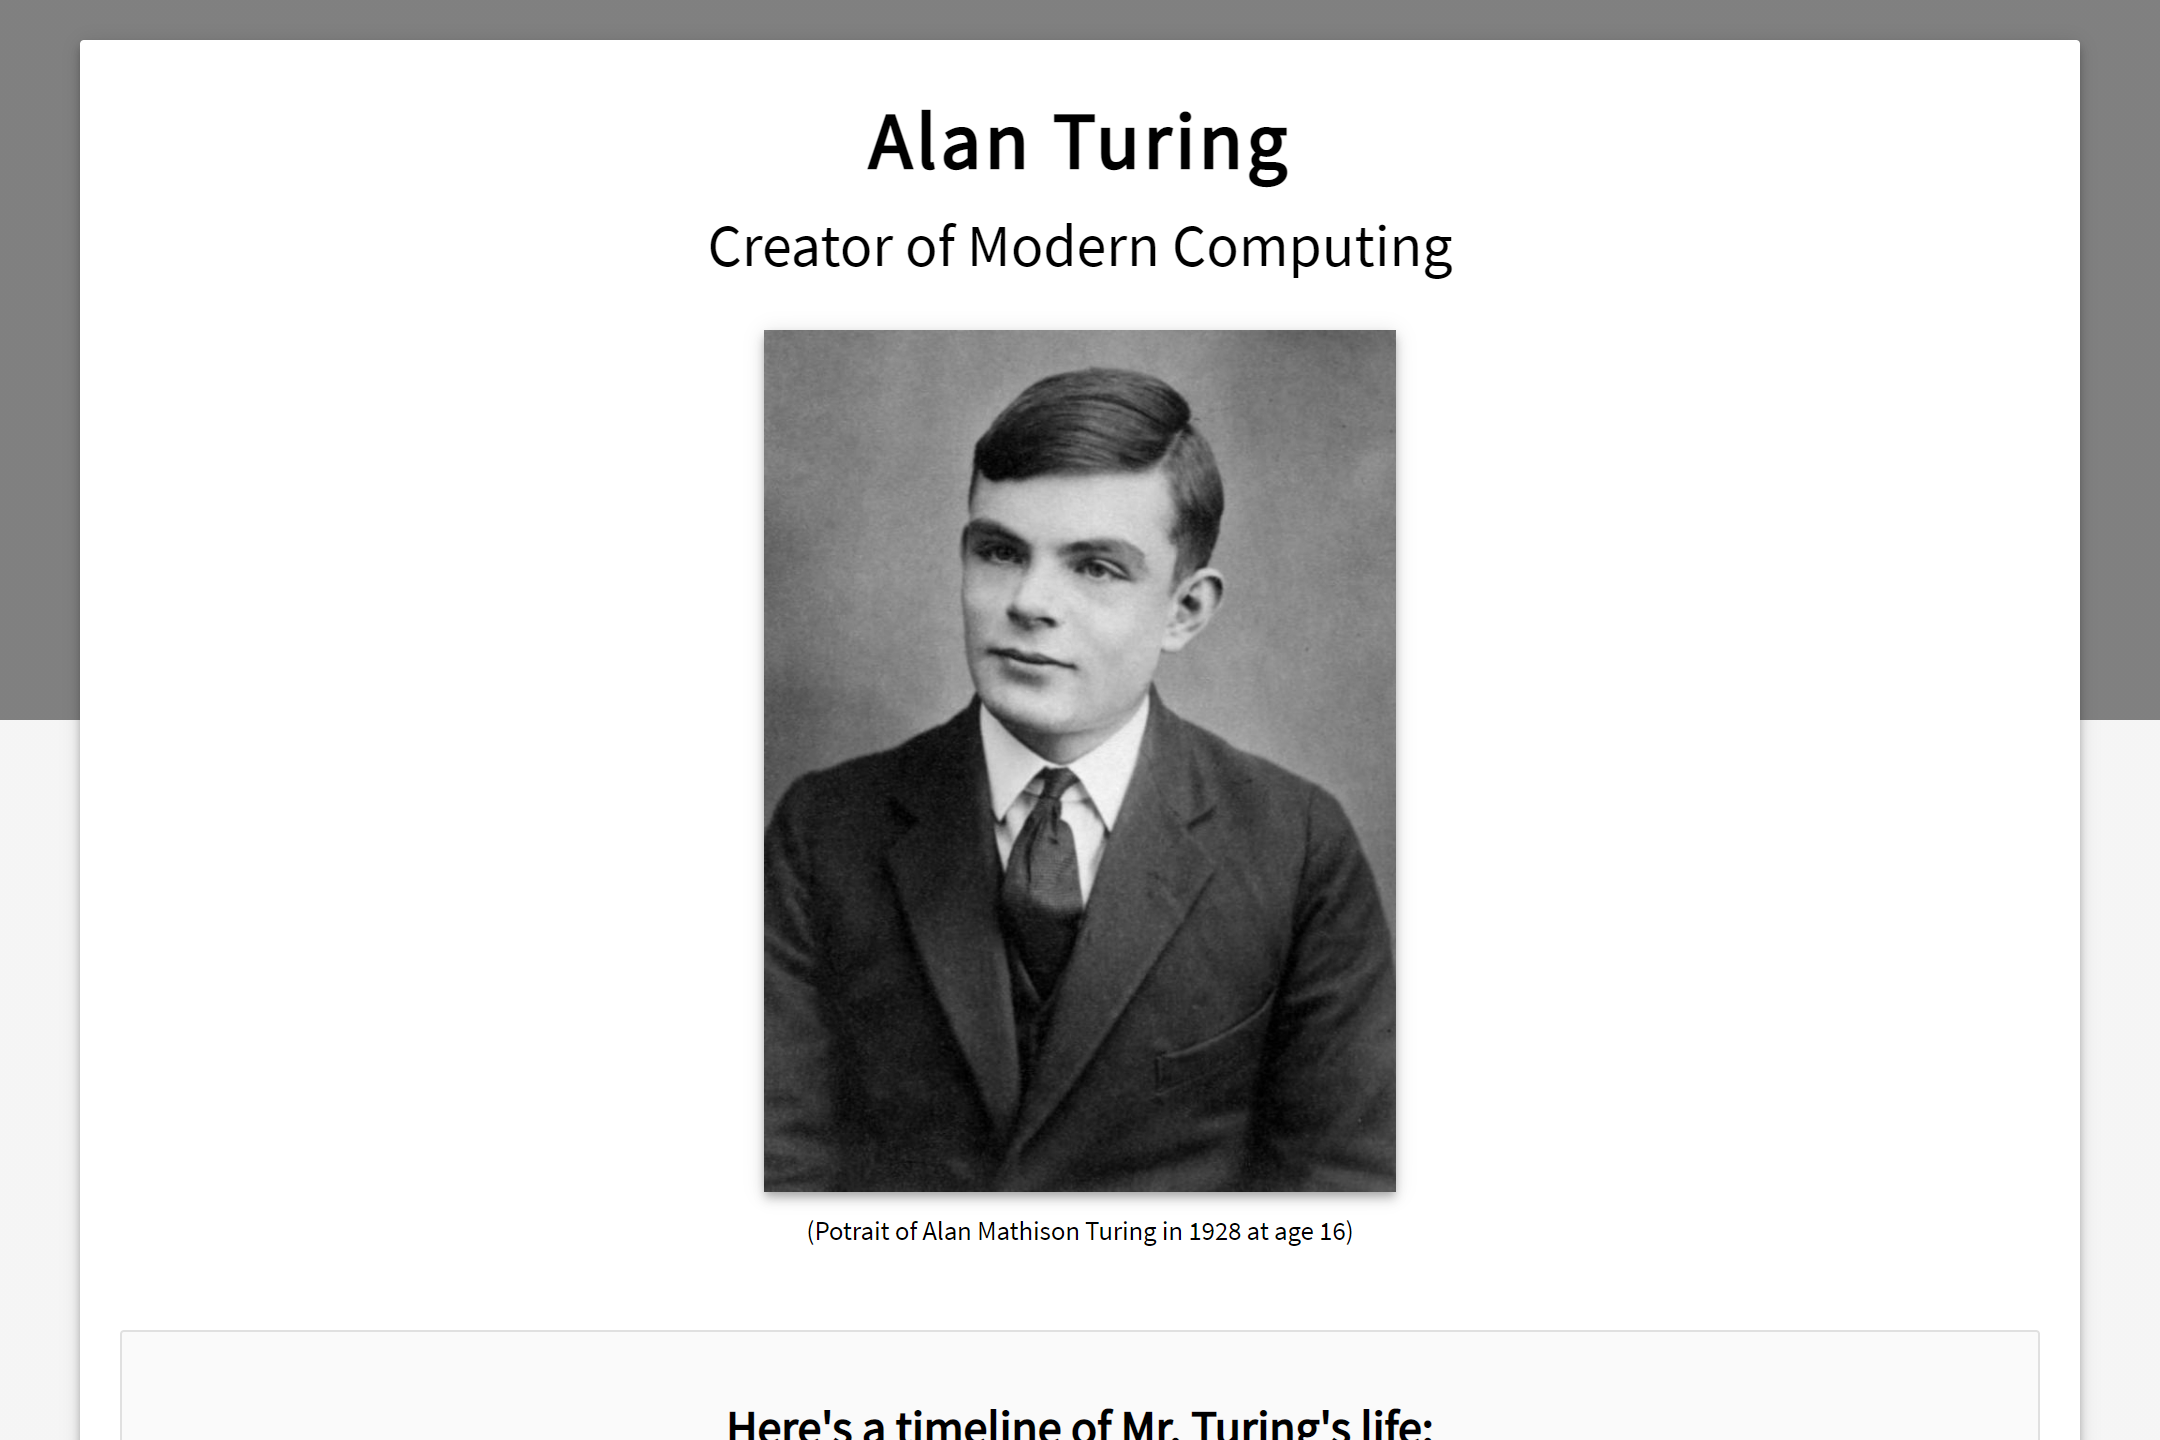 Alan Turing
Creator of Modern Computing
(Potrait of Alan Mathison Turing in 1928 at age 16)
Here's a timeline of Mr. Turing's life: